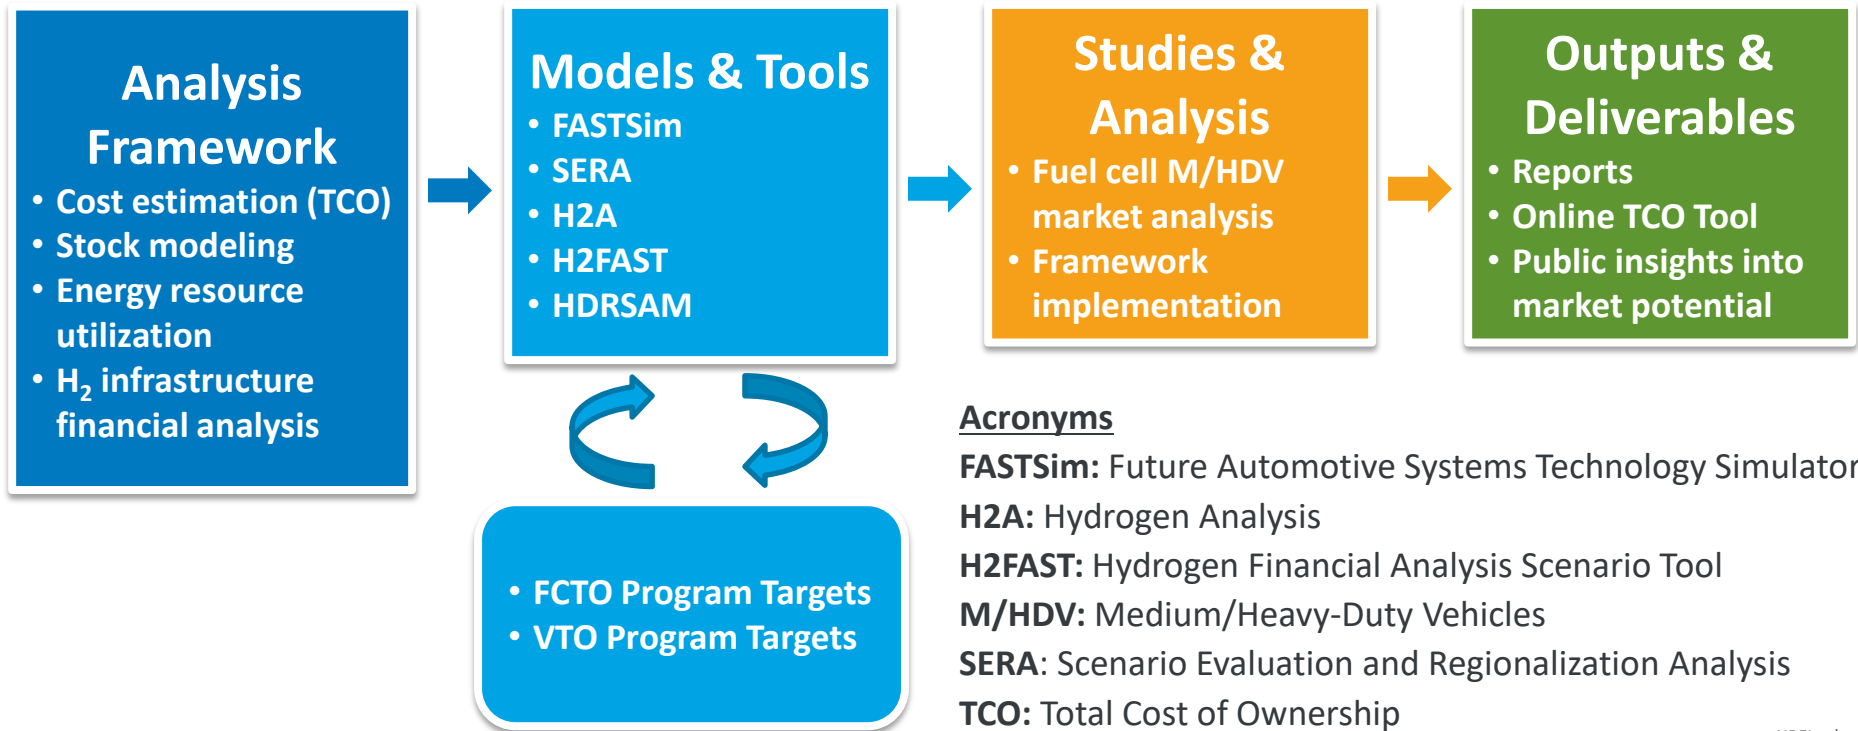 Analysis
Framework
• Cost estimation (TCO)
• Stock modeling
• Energy resource
utilization
• H₂ infrastructure
financial analysis
Models & Tools
• FASTSim
• SERA
• H2A
• H2FAST
• HDRSAM
Studies &
Analysis
• Fuel cell M/HDV
market analysis
• Framework
implementation
Outputs &
Deliverables
• Reports
• Online TCO Tool
• Public insights into
market potential
• FCTO Program Targets
• VTO Program Targets
Acronyms
FASTSim: Future Automotive Systems Technology Simulator
H2A: Hydrogen Analysis
H2FAST: Hydrogen Financial Analysis Scenario Tool
M/HDV: Medium/Heavy-Duty Vehicles
SERA: Scenario Evaluation and Regionalization Analysis
TCO: Total Cost of Ownership